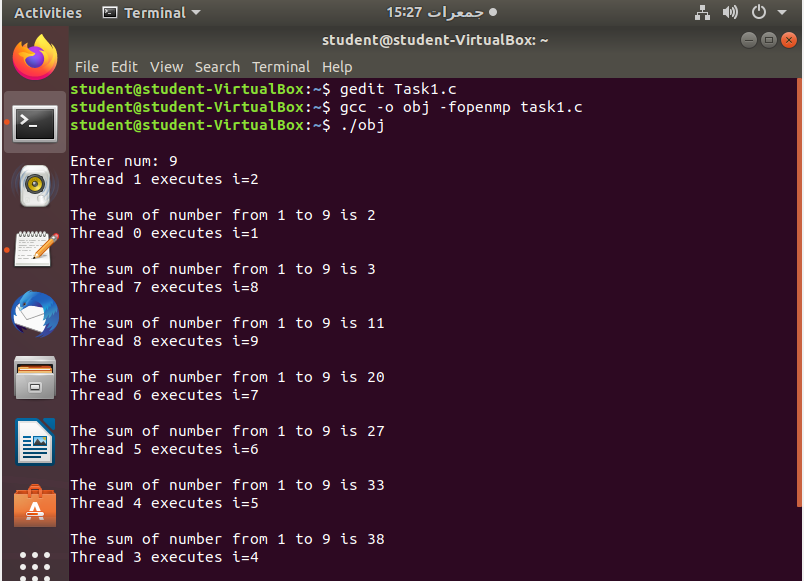 Activities Terminal 15:27 جمعرات
student@student-VirtualBox: ~
File Edit View Search Terminal Help
student@student-VirtualBox:~$ gedit Task1.c
student@student-VirtualBox:~$ gcc -o obj -fopenmp task1.c
student@student-VirtualBox:~$ ./obj
Enter num: 9
Thread 1 executes i=2
The sum of number from 1 to 9 is 2
Thread 0 executes i=1
The sum of number from 1 to 9 is 3
Thread 7 executes i=8
The sum of number from 1 to 9 is 11
Thread 8 executes i=9
The sum of number from 1 to 9 is 20
Thread 6 executes i=7
The sum of number from 1 to 9 is 27
Thread 5 executes i=6
The sum of number from 1 to 9 is 33
Thread 4 executes i=5
The sum of number from 1 to 9 is 38
Thread 3 executes i=4